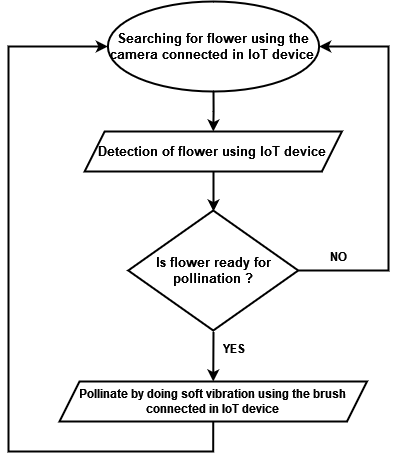 Searching for flower using the
camera connected in IoT device
Detection of flower using IoT device
Is flower ready for
pollination ?
NO
YES
Pollinate by doing soft vibration using the brush
connected in IoT device